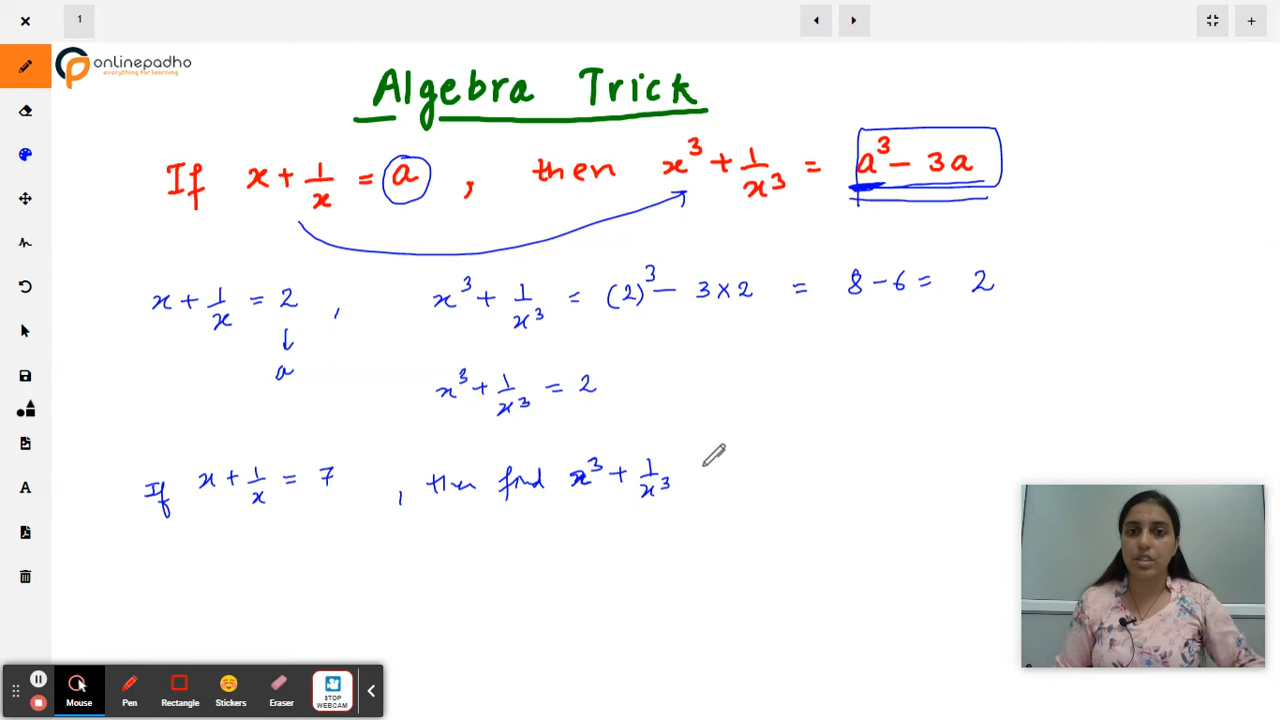 1
onlinepadho
everything for learning
Algebra Trick
If x + 1/x = a , then x³ + 1/x³ = a³ - 3a
x + 1/x = 2 , x³ + 1/x³ = (2)³ - 3 × 2 = 8 - 6 = 2
↓
a
x³ + 1/x³ = 2
If x + 1/x = 7 , then find x³ + 1/x³
Mouse Pen Rectangle Stickers Eraser STOP WEBCAM